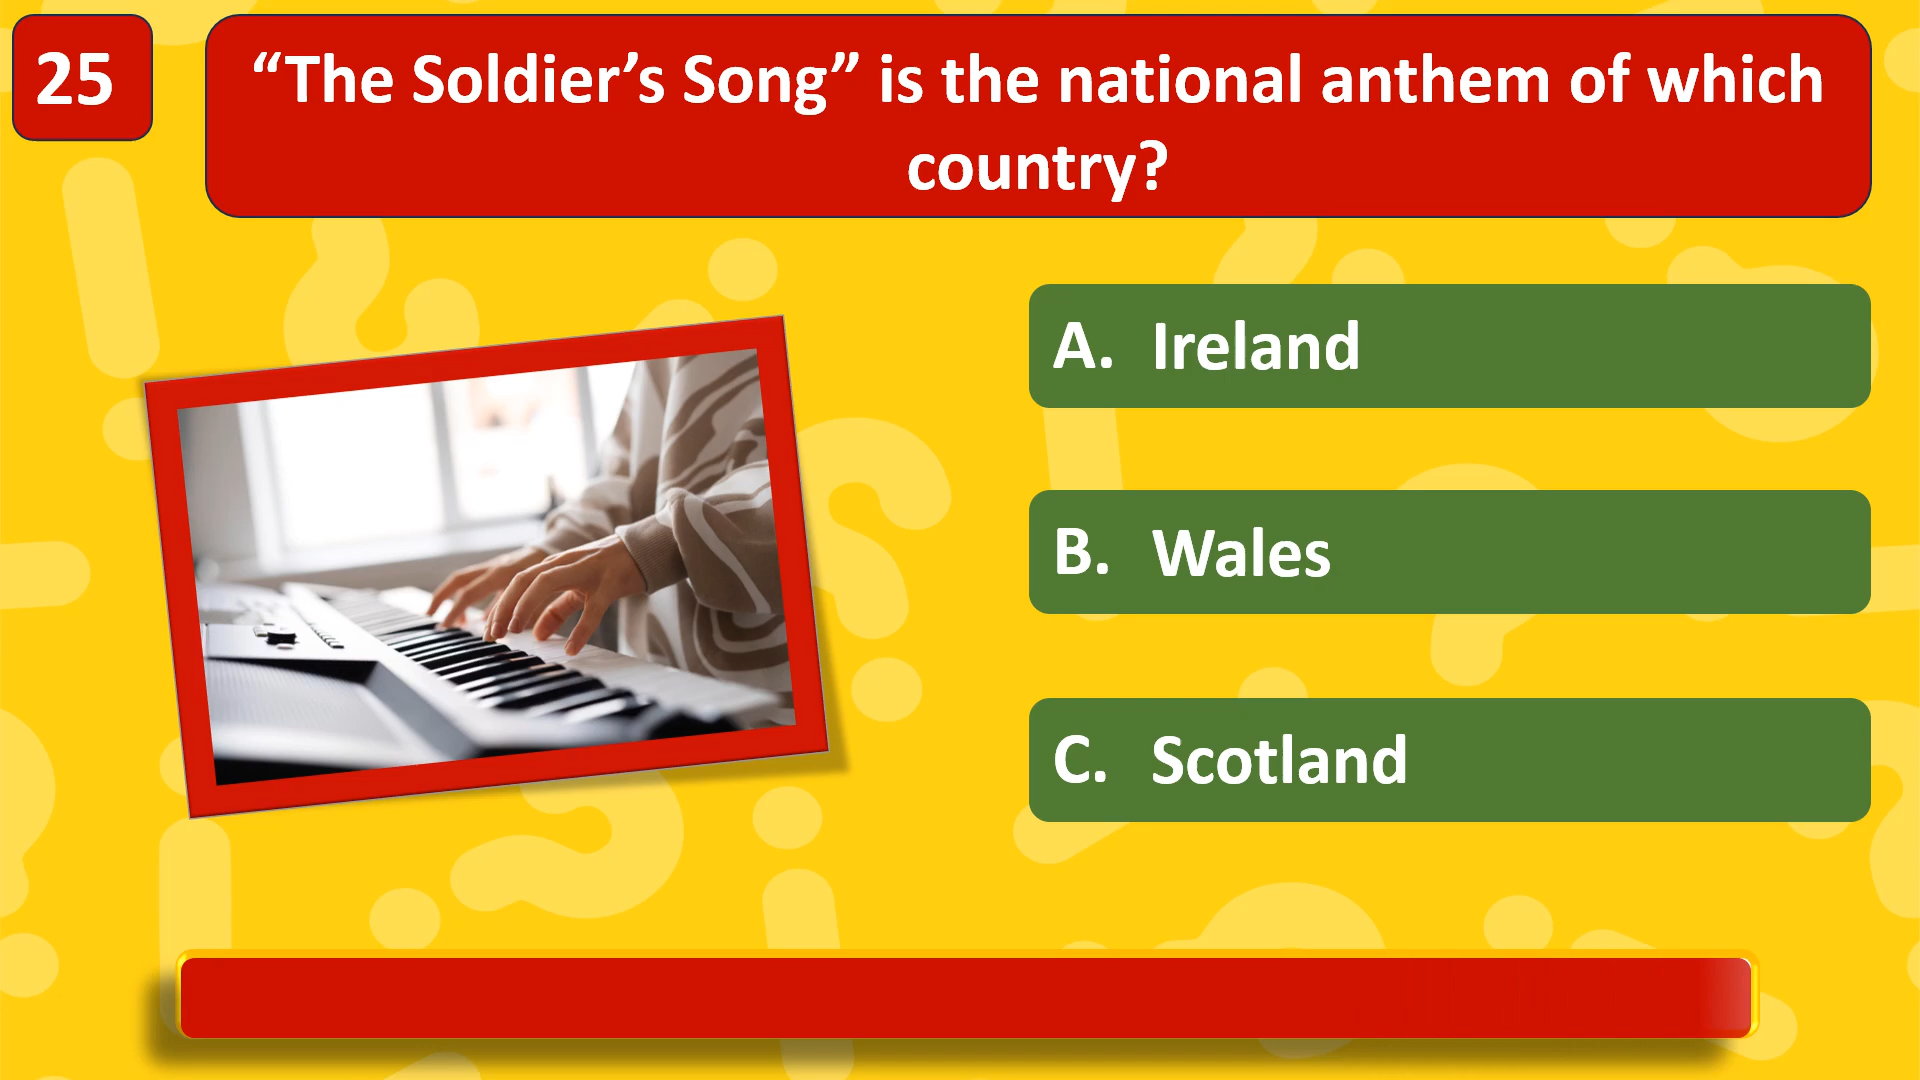 25
“The Soldier’s Song” is the national anthem of which
country?
A. Ireland
B. Wales
C. Scotland